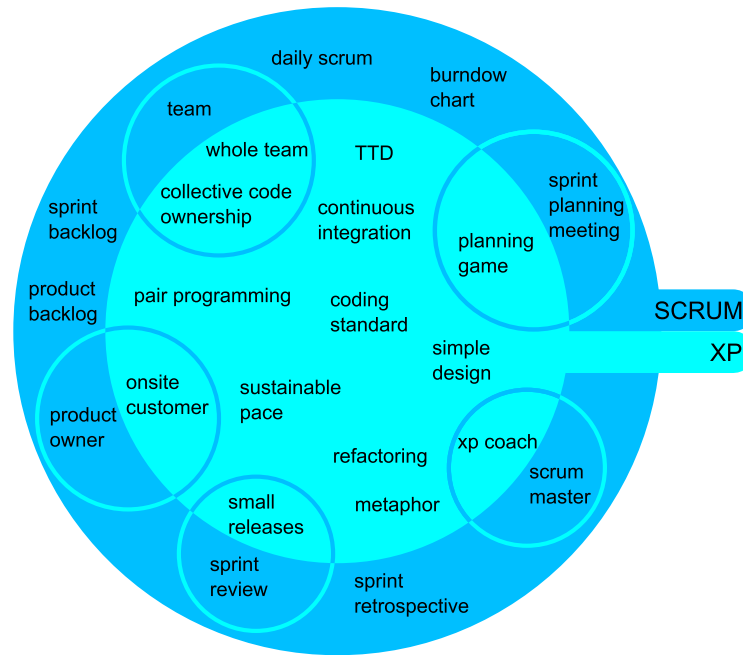 daily scrum
burndow
chart
team
whole team
TTD
collective code
ownership
sprint
planning
meeting
sprint
backlog
continuous
integration
planning
game
product
backlog
pair programming
coding
standard
SCRUM
XP
simple
design
onsite
customer
sustainable
pace
product
owner
refactoring
xp coach
scrum
master
small
releases
metaphor
sprint
review
sprint
retrospective